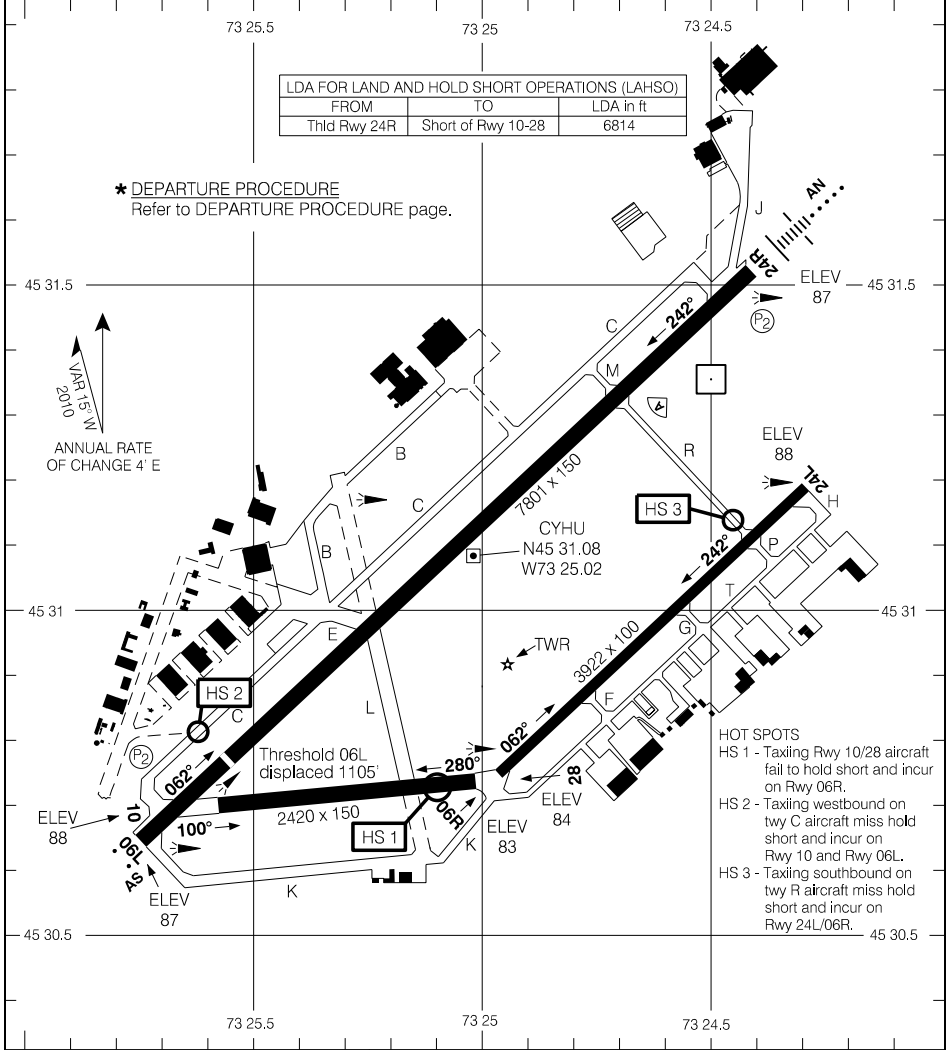 73 25.5
73 25
73 24.5
LDA FOR LAND AND HOLD SHORT OPERATIONS (LAHSO)
FROM TO LDA in ft
Thld Rwy 24R Short of Rwy 10-28 6814
* DEPARTURE PROCEDURE
Refer to DEPARTURE PROCEDURE page.
AN
J
24R
ELEV
87
45 31.5
45 31.5
P2
242°
C
M
A
VAR 15° W
2010
ANNUAL RATE
OF CHANGE 4' E
B
R
ELEV
88
24L
H
HS 3
C
7801 x 150
CYHU
N45 31.08
W73 25.02
B
P
242°
T
45 31
45 31
E
G
TWR
3922 x 100
HS 2
C
L
F
P2
062°
Threshold 06L
displaced 1105'
280°
062°
28
10
ELEV
88
100°
2420 x 150
06R
ELEV
84
HS 1
ELEV
83
06L
AS
K
K
ELEV
87
HOT SPOTS
HS 1 - Taxiing Rwy 10/28 aircraft
fail to hold short and incur
on Rwy 06R.
HS 2 - Taxiing westbound on
twy C aircraft miss hold
short and incur on
Rwy 10 and Rwy 06L.
HS 3 - Taxiing southbound on
twy R aircraft miss hold
short and incur on
Rwy 24L/06R.
45 30.5
45 30.5
73 25.5
73 25
73 24.5